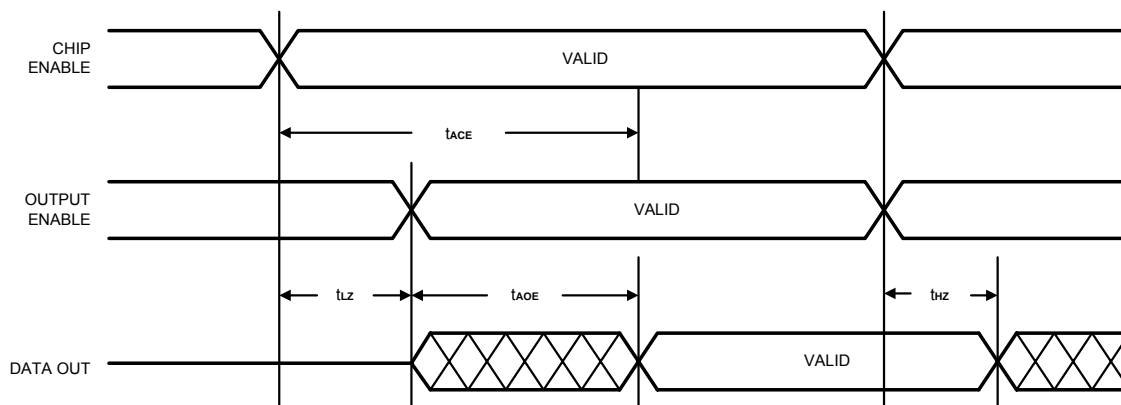 CHIP
ENABLE
VALID
tACE
OUTPUT
ENABLE
VALID
tLZ
tAOE
tHZ
DATA OUT
VALID